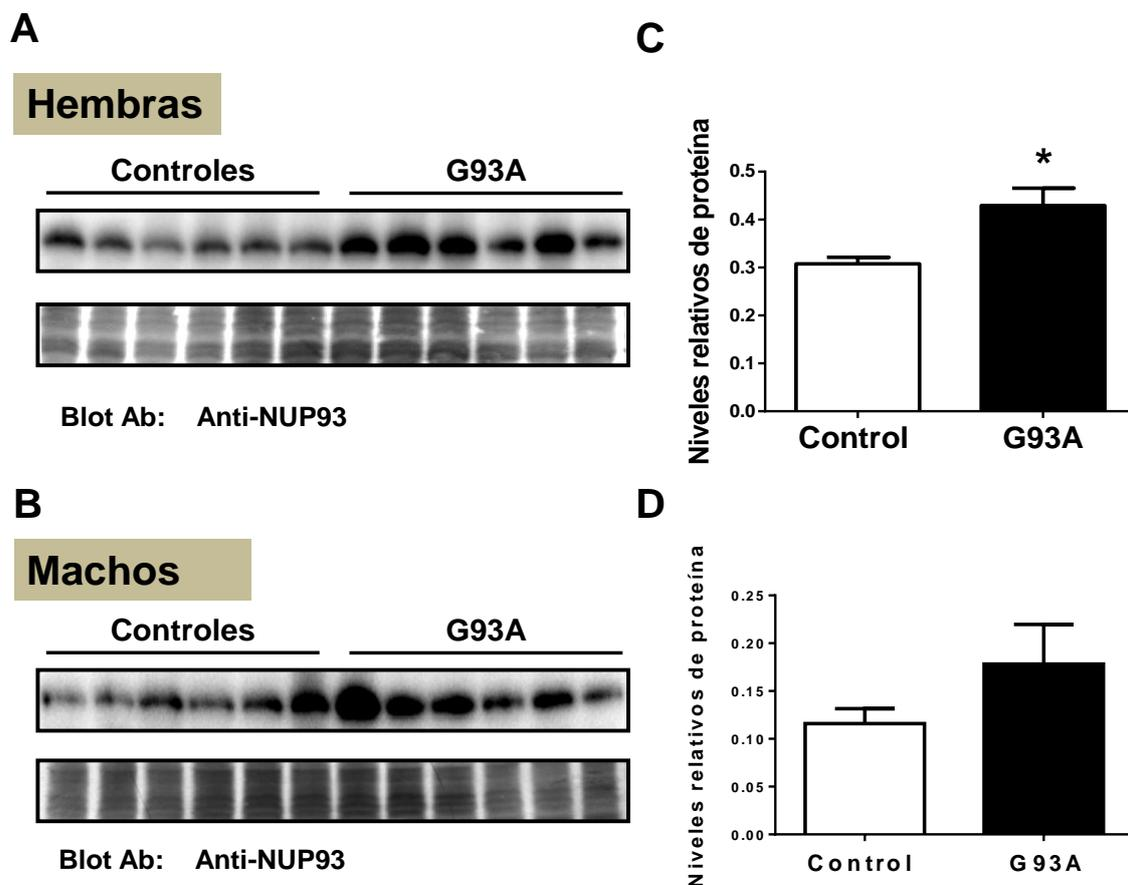 A
Hembras
Controles
G93A
Blot Ab: Anti-NUP93
B
Machos
Controles
G93A
Blot Ab: Anti-NUP93
C
Niveles relativos de proteína
0.5
0.4
0.3
0.2
0.1
0.0
*
Control
G93A
D
Niveles relativos de proteína
0.25
0.20
0.15
0.10
0.05
0.00
Control
G93A